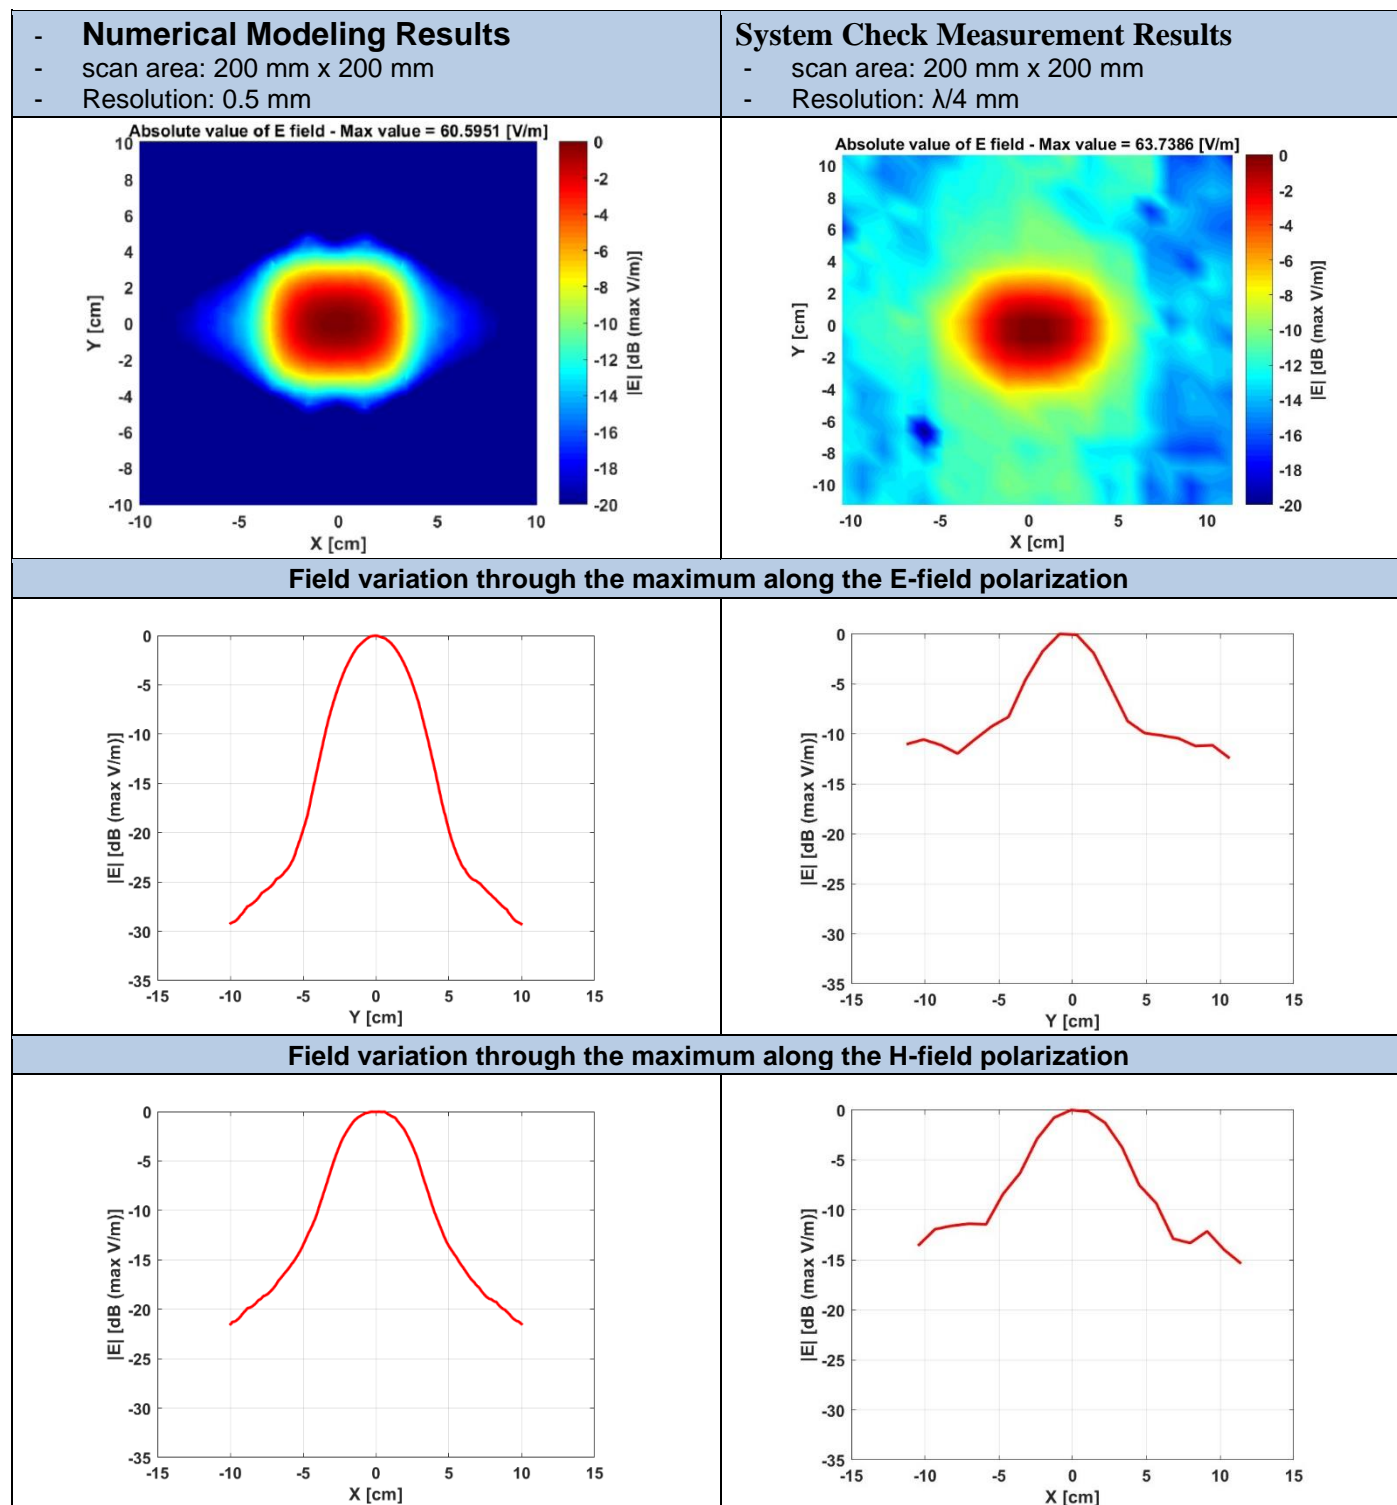 - Numerical Modeling Results
- scan area: 200 mm x 200 mm
- Resolution: 0.5 mm
System Check Measurement Results
- scan area: 200 mm x 200 mm
- Resolution: λ/4 mm
Absolute value of E field - Max value = 60.5951 [V/m]
10
8
6
4
2
0
-2
-4
-6
-8
-10
Y [cm]
-10 -5 0 5 10
X [cm]
0
-2
-4
-6
-8
-10
-12
-14
-16
-18
-20
|E| [dB (max V/m)]
Absolute value of E field - Max value = 63.7386 [V/m]
10
8
6
4
2
0
-2
-4
-6
-8
-10
Y [cm]
-10 -5 0 5 10
X [cm]
0
-2
-4
-6
-8
-10
-12
-14
-16
-18
-20
|E| [dB (max V/m)]
Field variation through the maximum along the E-field polarization
0
-5
-10
-15
-20
-25
-30
-35
|E| [dB (max V/m)]
-15 -10 -5 0 5 10 15
Y [cm]
0
-5
-10
-15
-20
-25
-30
-35
|E| [dB (max V/m)]
-15 -10 -5 0 5 10 15
Y [cm]
Field variation through the maximum along the H-field polarization
0
-5
-10
-15
-20
-25
-30
-35
|E| [dB (max V/m)]
-15 -10 -5 0 5 10 15
X [cm]
0
-5
-10
-15
-20
-25
-30
-35
|E| [dB (max V/m)]
-15 -10 -5 0 5 10 15
X [cm]